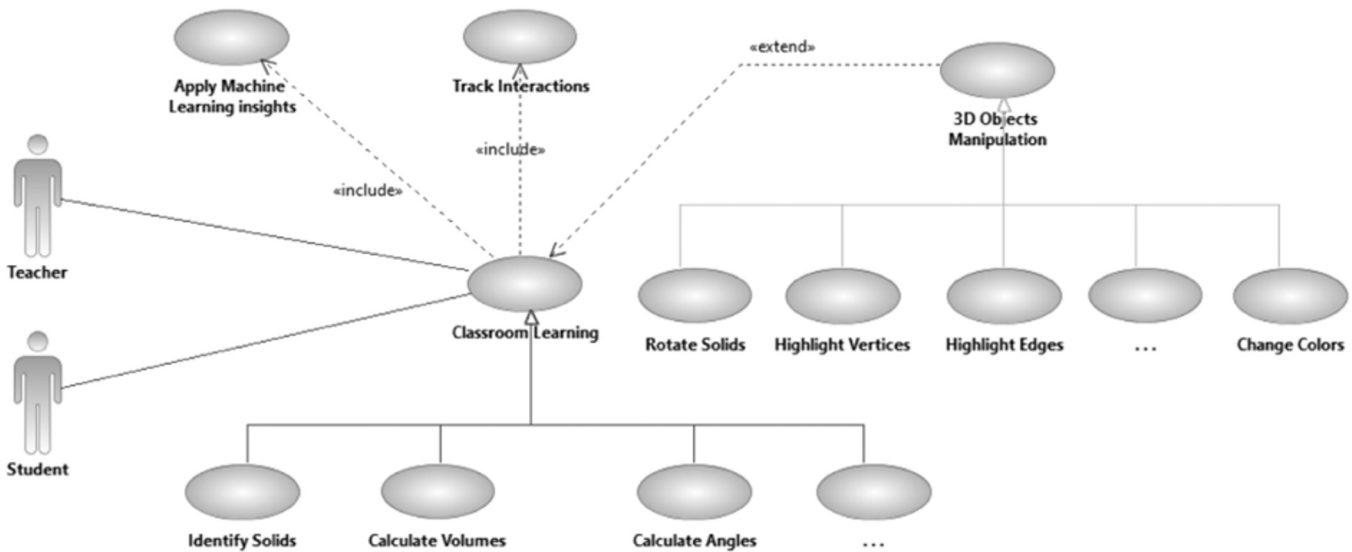 «extend»
Apply Machine
Learning insights
Track Interactions
3D Objects
Manipulation
«include»
«include»
Teacher
Classroom Learning
Rotate Solids
Highlight Vertices
Highlight Edges
...
Change Colors
Student
Identify Solids
Calculate Volumes
Calculate Angles
...